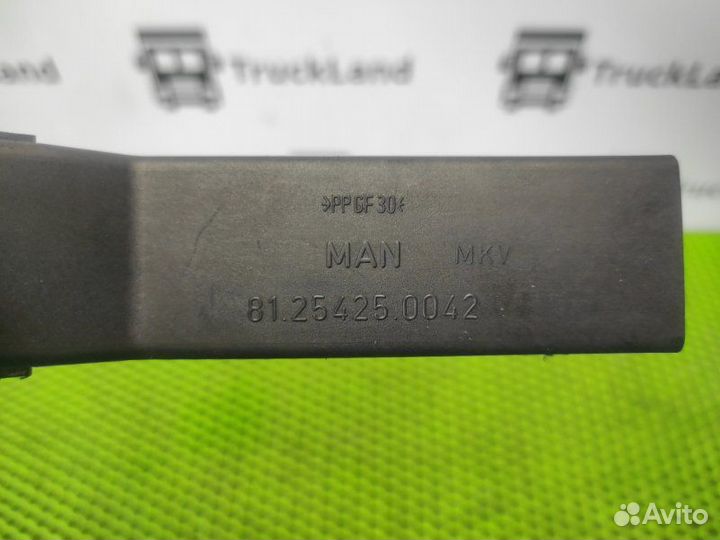 TruckLand
TruckLand
>PP GF 30<
MAN MKV
81.25425.0042
Avito